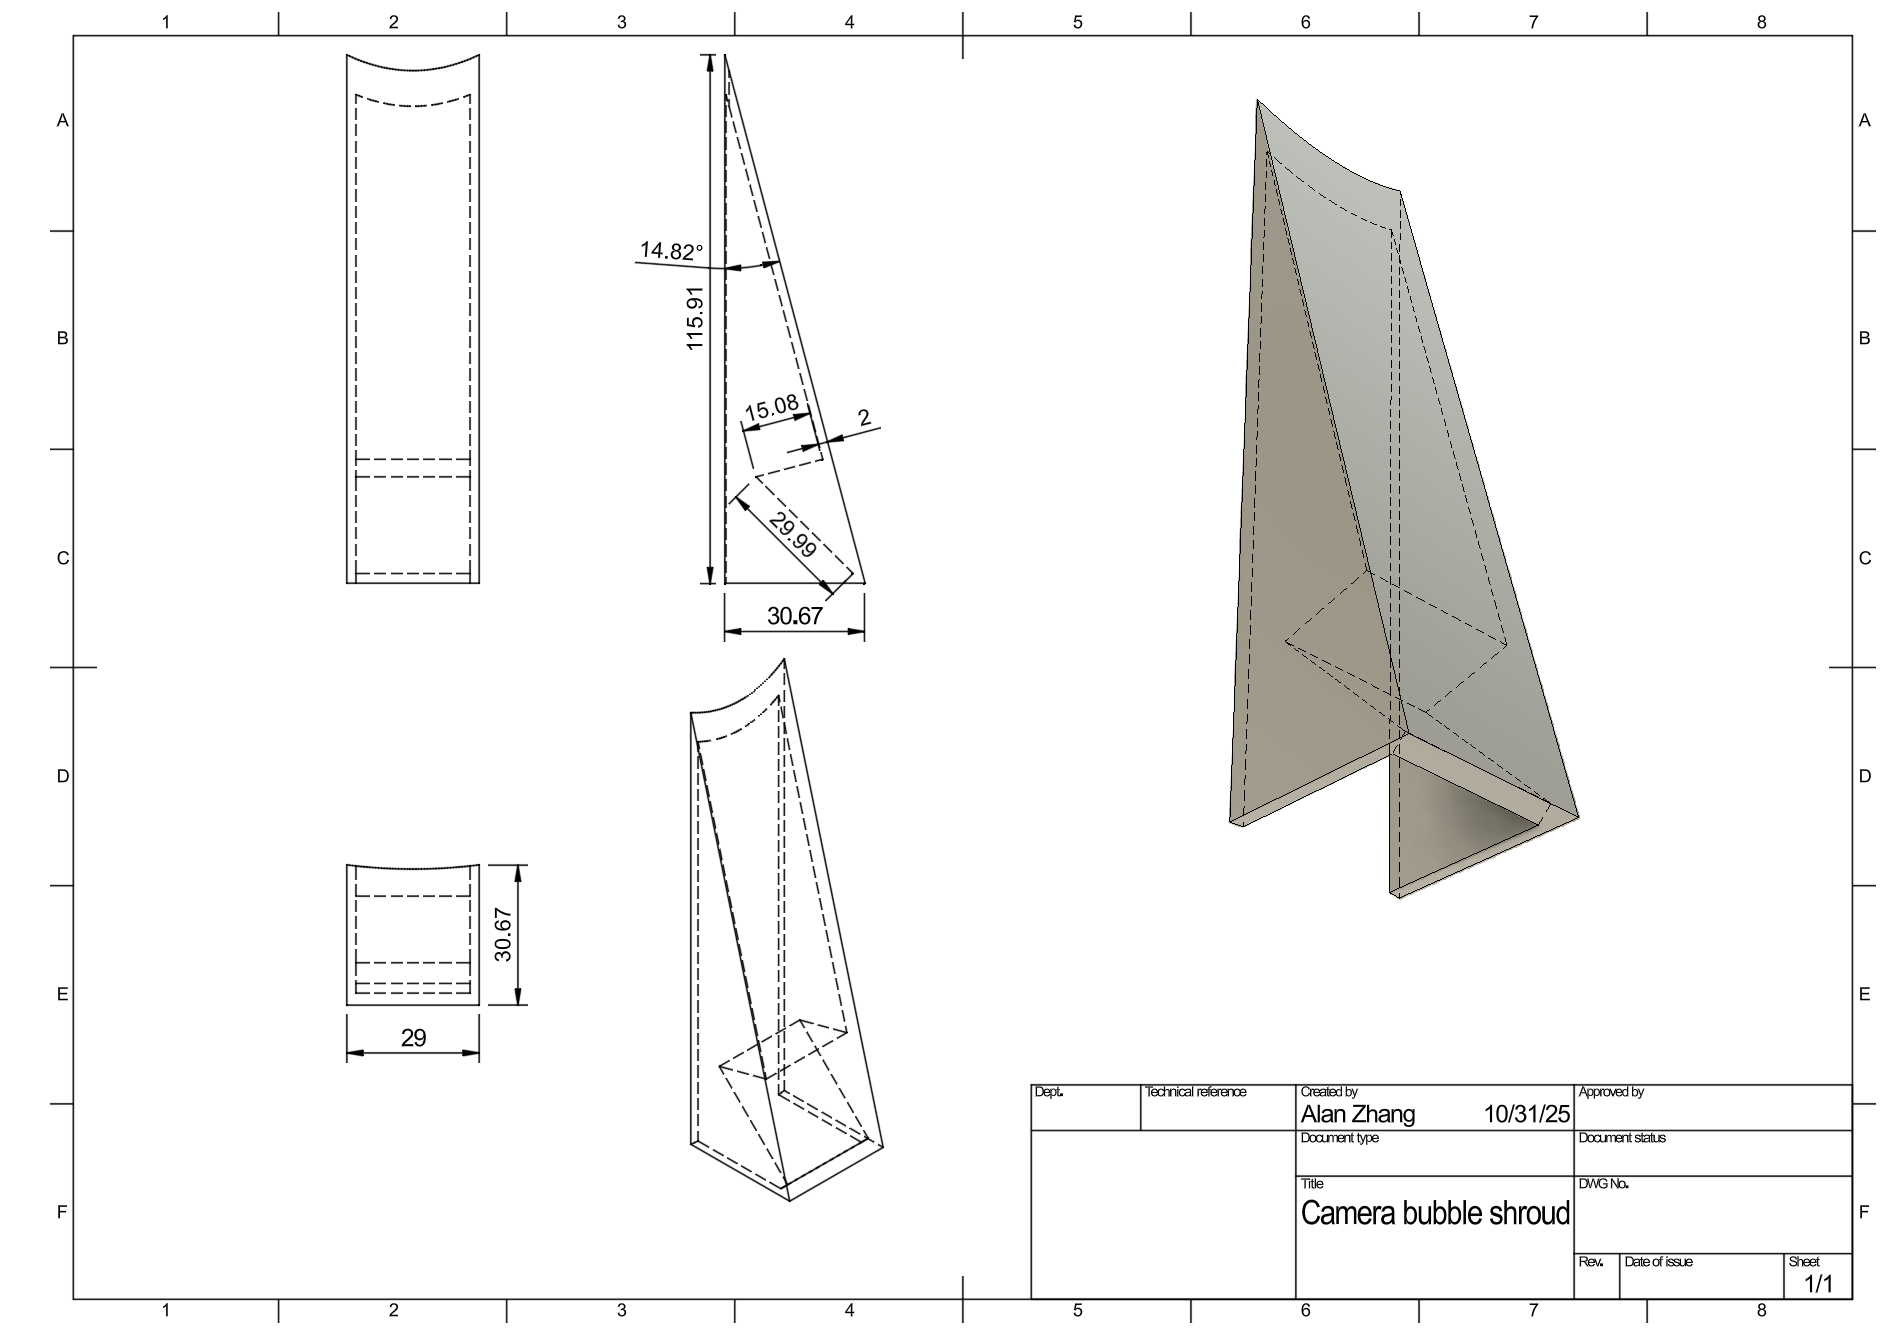 1 2 3 4 5 6 7 8
A A
14.82°
115.91
B B
15.08
2
29.99
C C
30.67
D D
30.67
29
E E
Dept. Technical reference Created by Approved by
Alan Zhang 10/31/25
Document type Document status
Title DWG No.
F Camera bubble shroud F
Rev. Date of issue Sheet
1/1
1 2 3 4 5 6 7 8